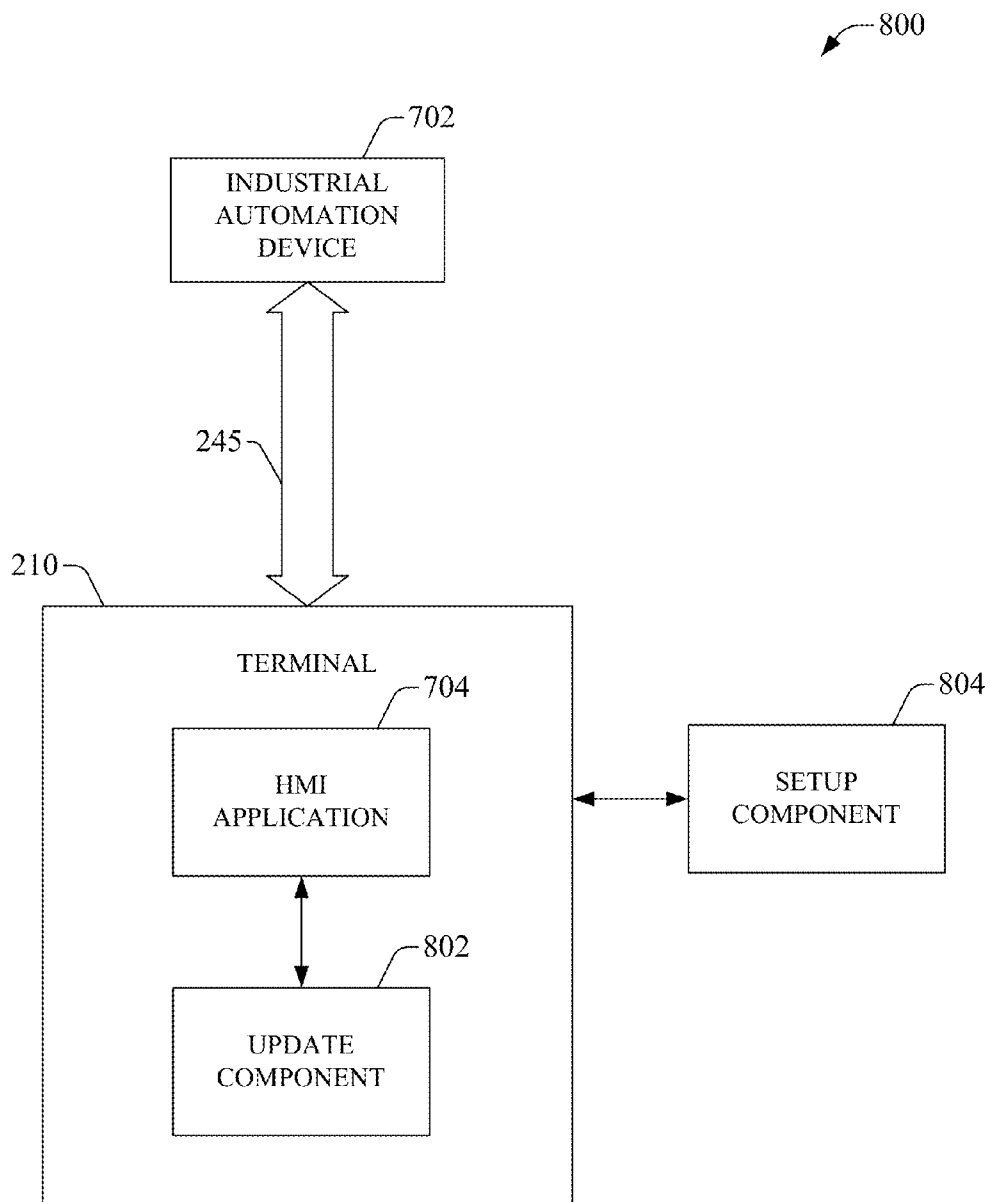 800
702
INDUSTRIAL
AUTOMATION
DEVICE
245
210
TERMINAL
704
HMI
APPLICATION
804
SETUP
COMPONENT
802
UPDATE
COMPONENT